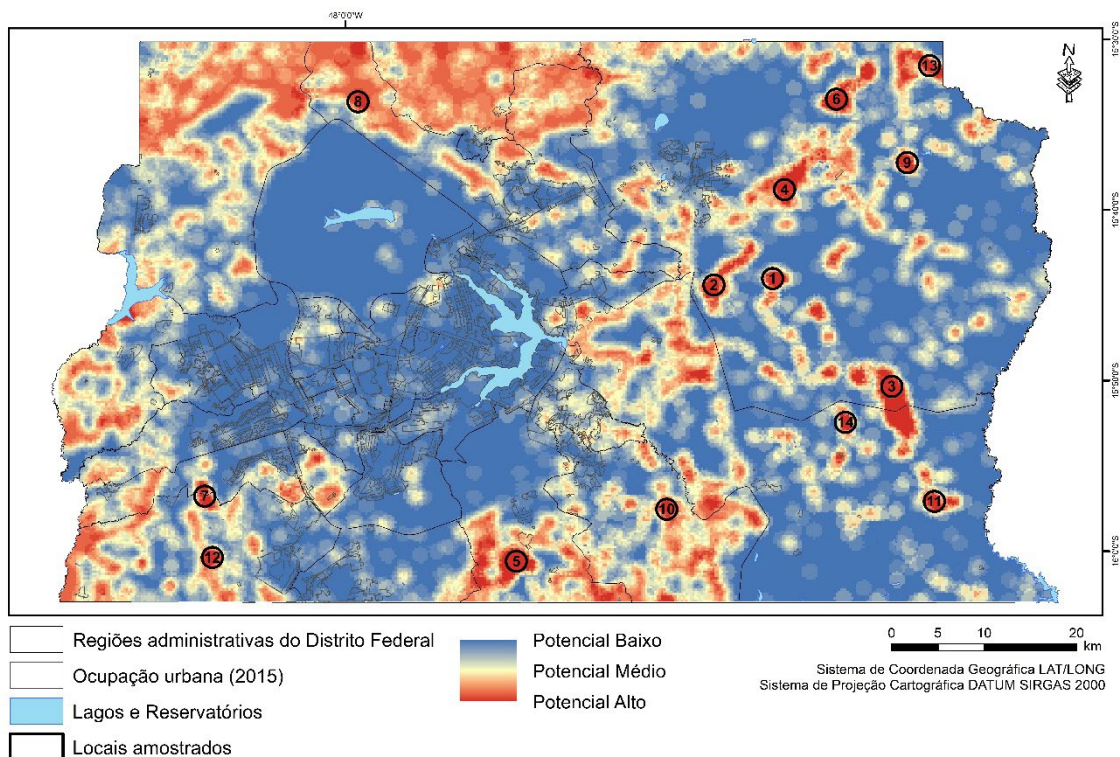 48°0'0"W
15°30'0"S
N
13
8
6
9
4
15°40'0"S
1
2
3
15°50'0"S
14
7
11
10
12
5
16°0'0"S
Regiões administrativas do Distrito Federal
Ocupação urbana (2015)
Lagos e Reservatórios
Locais amostrados
Potencial Baixo
Potencial Médio
Potencial Alto
0 5 10 20
km
Sistema de Coordenada Geográfica LAT/LONG
Sistema de Projeção Cartográfica DATUM SIRGAS 2000